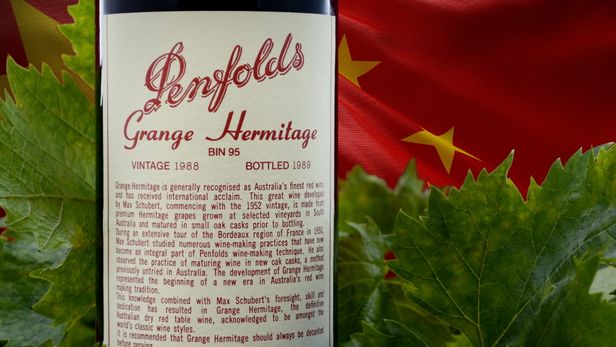 Penfolds
Grange Hermitage
BIN 95
VINTAGE 1988 BOTTLED 1989
Grange Hermitage is generally recognised as Australia's finest red wine
and has received international acclaim. This great wine developed
by Max Schubert, commencing with the 1952 vintage, is made from
premium Hermitage grapes grown at selected vineyards in South
Australia and matured in small oak casks prior to bottling.
During an extensive tour of the Bordeaux region of France in 1950,
Max Schubert studied numerous wine-making practices that have now
become an integral part of Penfolds wine-making technique. He also
observed the practice of maturing wine in new oak casks, a method
previously untried in Australia. The development of Grange Hermitage
represented the beginning of a new era in Australia's red wine
making tradition.
This knowledge combined with Max Schubert's foresight, skill and
dedication has resulted in Grange Hermitage, the definitive
Australian dry red table wine, acknowledged to be amongst the
world's classic wine styles.
It is recommended that Grange Hermitage should always be decanted
before serving.